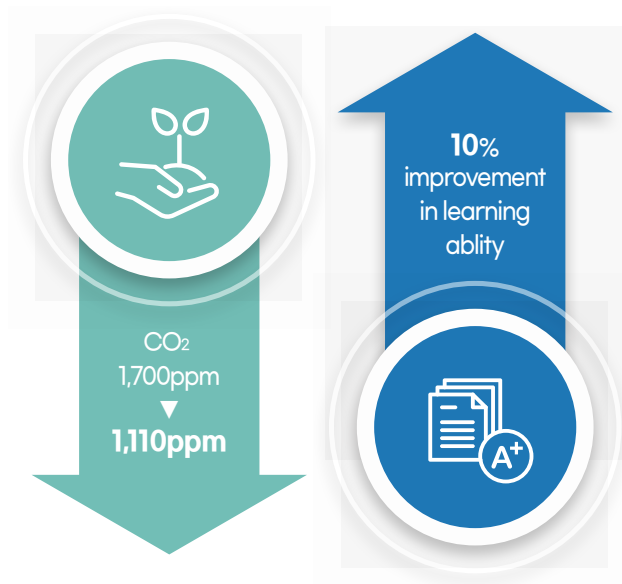 CO₂
1,700ppm
▼
1,110ppm
10%
improvement
in learning
ablity
A+